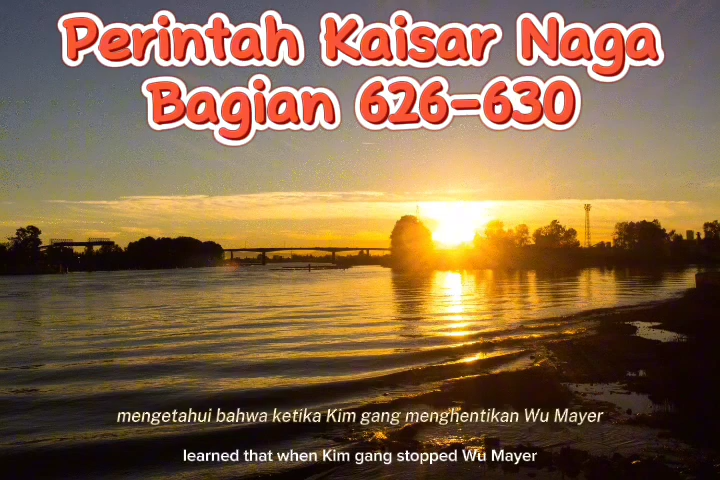 Perintah Kaisar Naga
Bagian 626-630
mengetahui bahwa ketika Kim gang menghentikan Wu Mayer
learned that when Kim gang stopped Wu Mayer